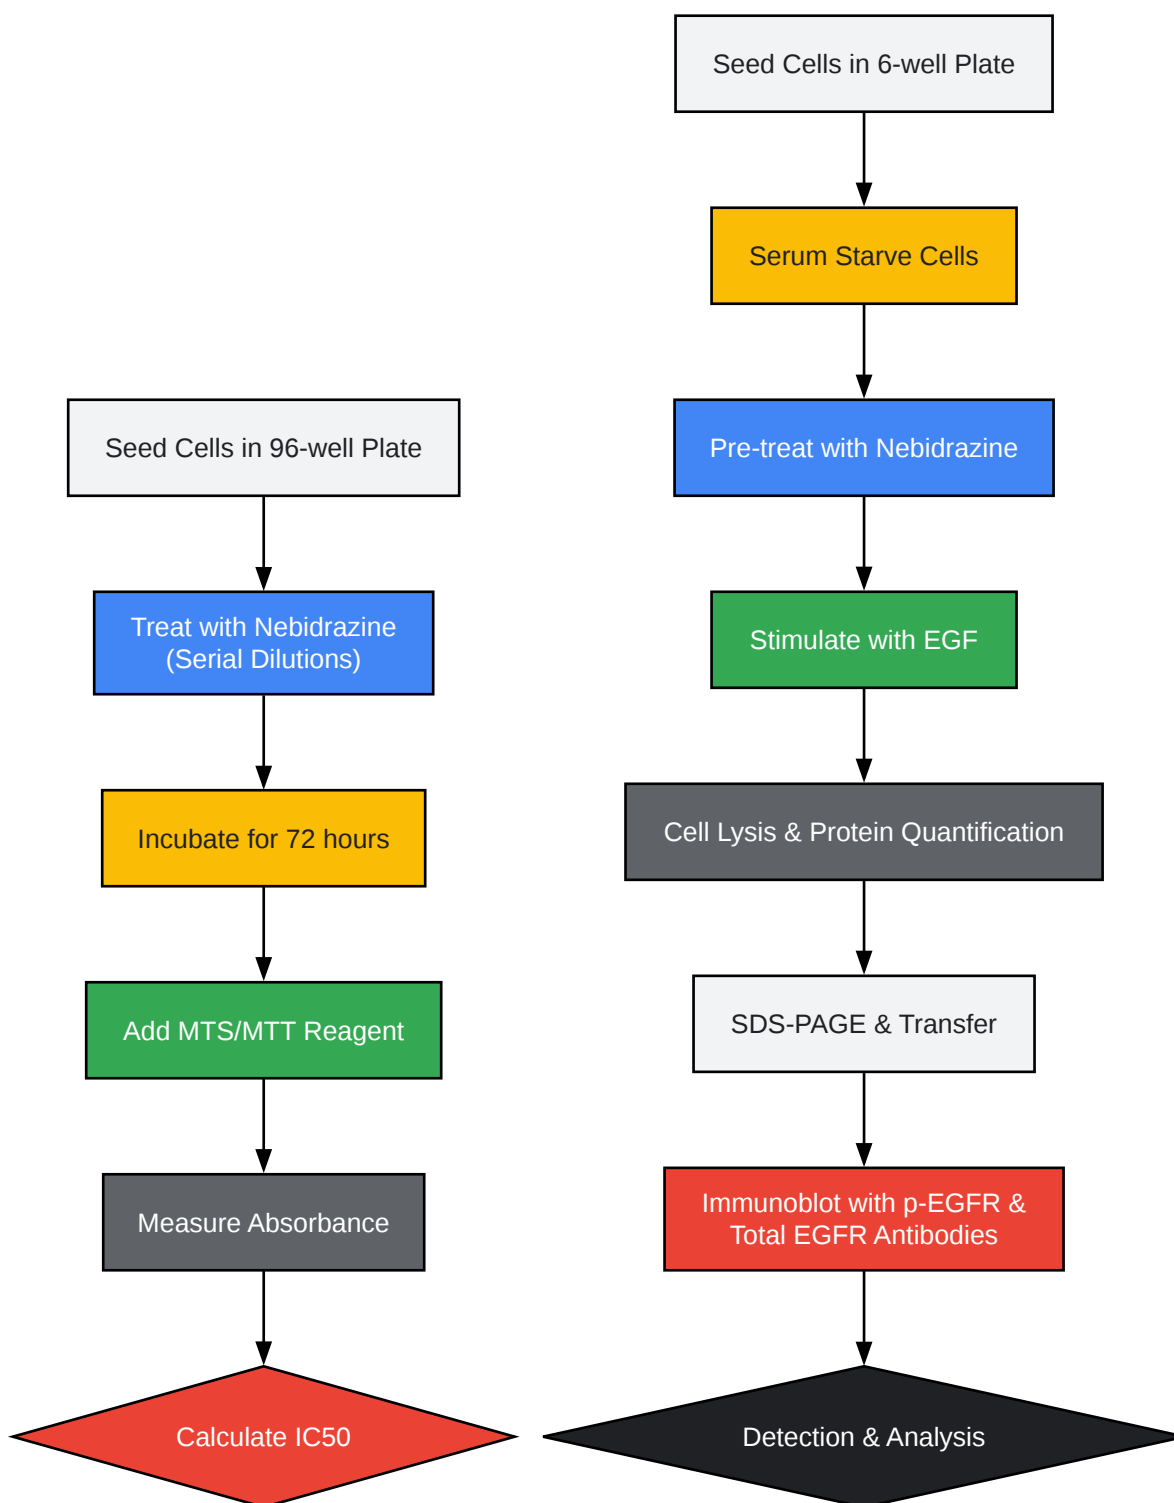 Seed Cells in 96-well Plate
Treat with Nebidrazine
(Serial Dilutions)
Incubate for 72 hours
Add MTS/MTT Reagent
Measure Absorbance
Calculate IC50
Seed Cells in 6-well Plate
Serum Starve Cells
Pre-treat with Nebidrazine
Stimulate with EGF
Cell Lysis & Protein Quantification
SDS-PAGE & Transfer
Immunoblot with p-EGFR &
Total EGFR Antibodies
Detection & Analysis